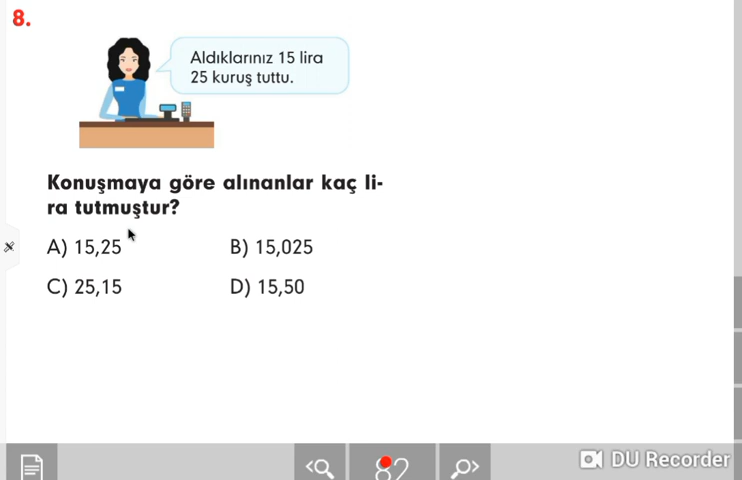 8.
Aldıklarınız 15 lira
25 kuruş tuttu.
Konuşmaya göre alınanlar kaç li-
ra tutmuştur?
A) 15,25 B) 15,025
C) 25,15 D) 15,50
82
DU Recorder